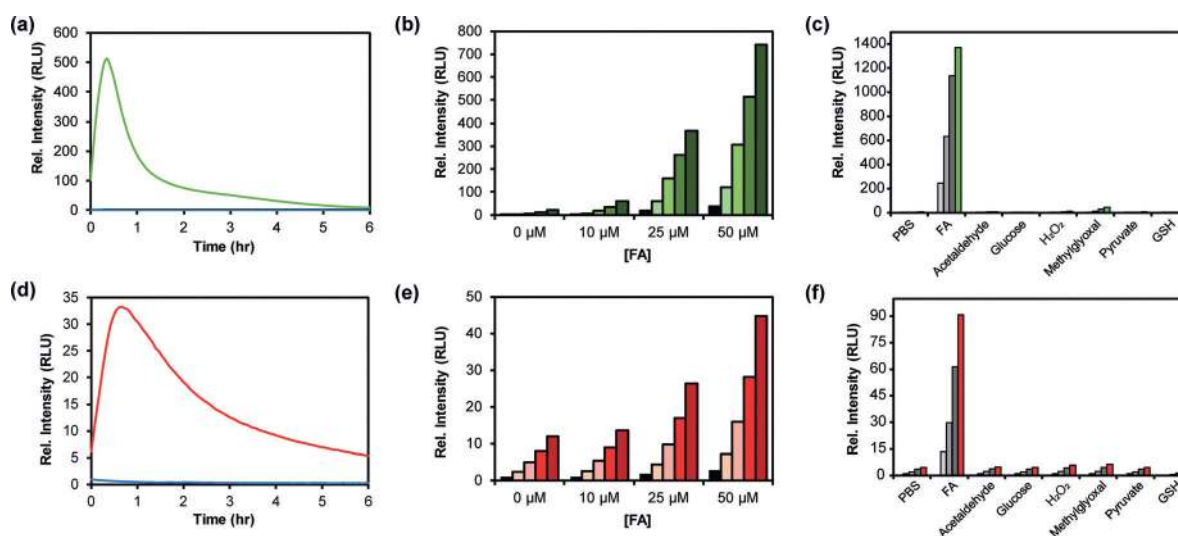 (a)
Rel. Intensity (RLU)
600
500
400
300
200
100
0
0 1 2 3 4 5 6
Time (hr)
(b)
Rel. Intensity (RLU)
800
700
600
500
400
300
200
100
0
0 μM 10 μM 25 μM 50 μM
[FA]
(c)
Rel. Intensity (RLU)
1400
1200
1000
800
600
400
200
0
PBS FA Acetaldehyde Glucose H₂O₂ Methylglyoxal Pyruvate GSH
(d)
Rel. Intensity (RLU)
35
30
25
20
15
10
5
0
0 1 2 3 4 5 6
Time (hr)
(e)
Rel. Intensity (RLU)
50
40
30
20
10
0
0 μM 10 μM 25 μM 50 μM
[FA]
(f)
Rel. Intensity (RLU)
90
75
60
45
30
15
0
PBS FA Acetaldehyde Glucose H₂O₂ Methylglyoxal Pyruvate GSH